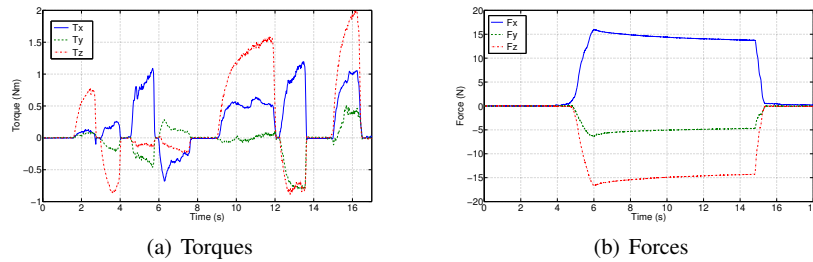 2
1.5
1
0.5
0
−0.5
−1
Torque (Nm)
Tx
Ty
Tz
0 2 4 6 8 10 12 14 16
Time (s)
(a) Torques
20
15
10
5
0
−5
−10
−15
−20
Force (N)
Fx
Fy
Fz
0 2 4 6 8 10 12 14 16 18
Time (s)
(b) Forces